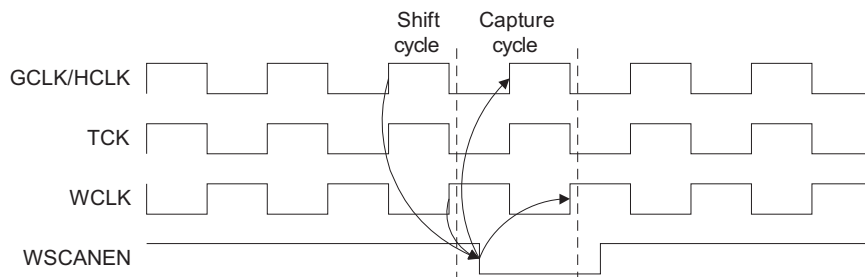 Shift
cycle
Capture
cycle
GCLK/HCLK
TCK
WCLK
WSCANEN